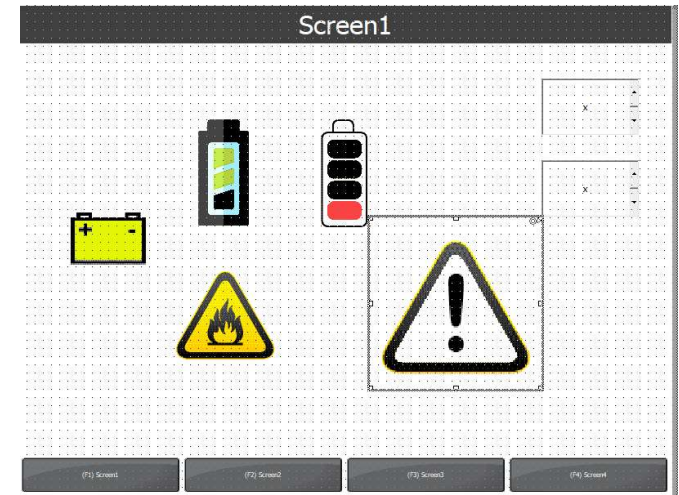 Screen1
x
x
+ -
!
(F1) Screen1
(F2) Screen2
(F3) Screen3
(F4) Screen4